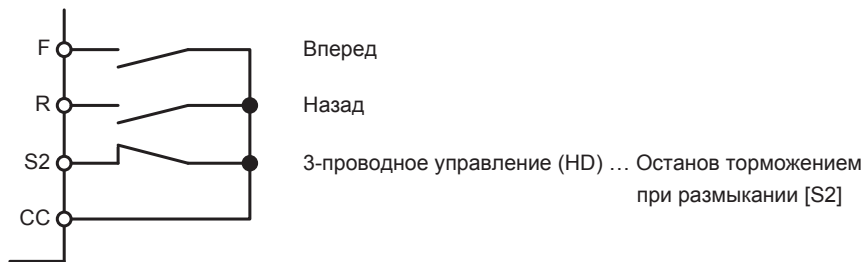 F Вперед
R Назад
S2 3-проводное управление (HD) … Останов торможением
при размыкании [S2]
CC